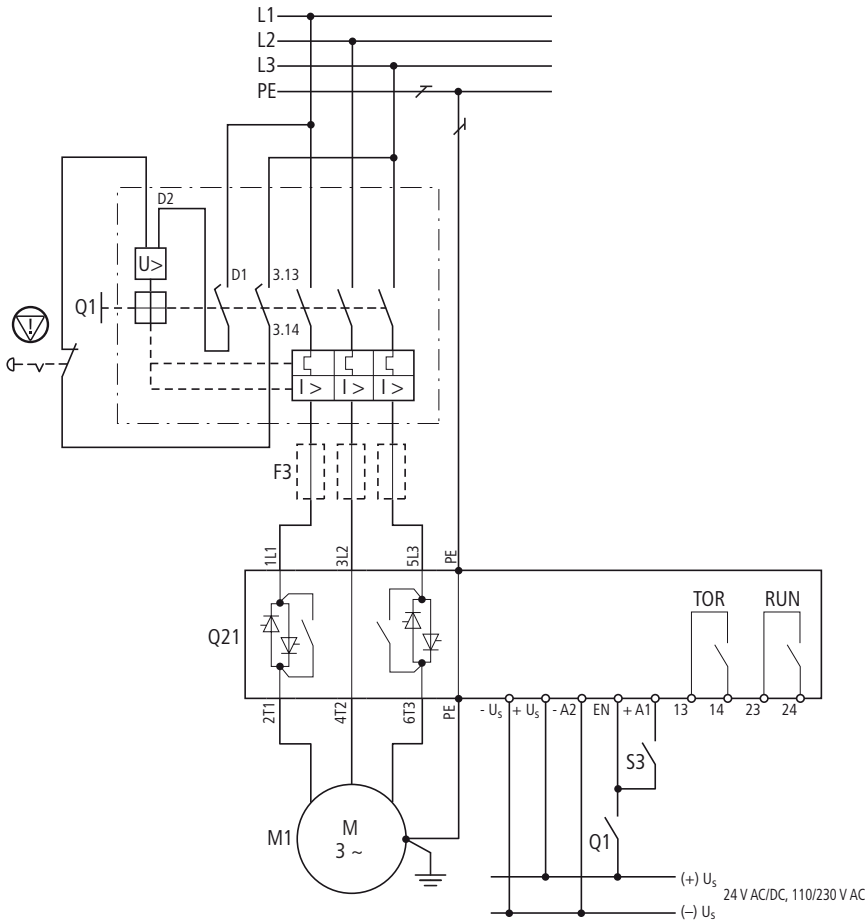 L1
L2
L3
PE
D2
U>
D1
3.13
Q1
3.14
I > I > I >
F3
1L1
3L2
5L3
PE
TOR
RUN
Q21
2T1
4T2
6T3
PE
- Us + Us - A2 EN + A1 13 14 23 24
S3
M1
M
3 ~
Q1
(+) Us
24 V AC/DC, 110/230 V AC
(–) Us